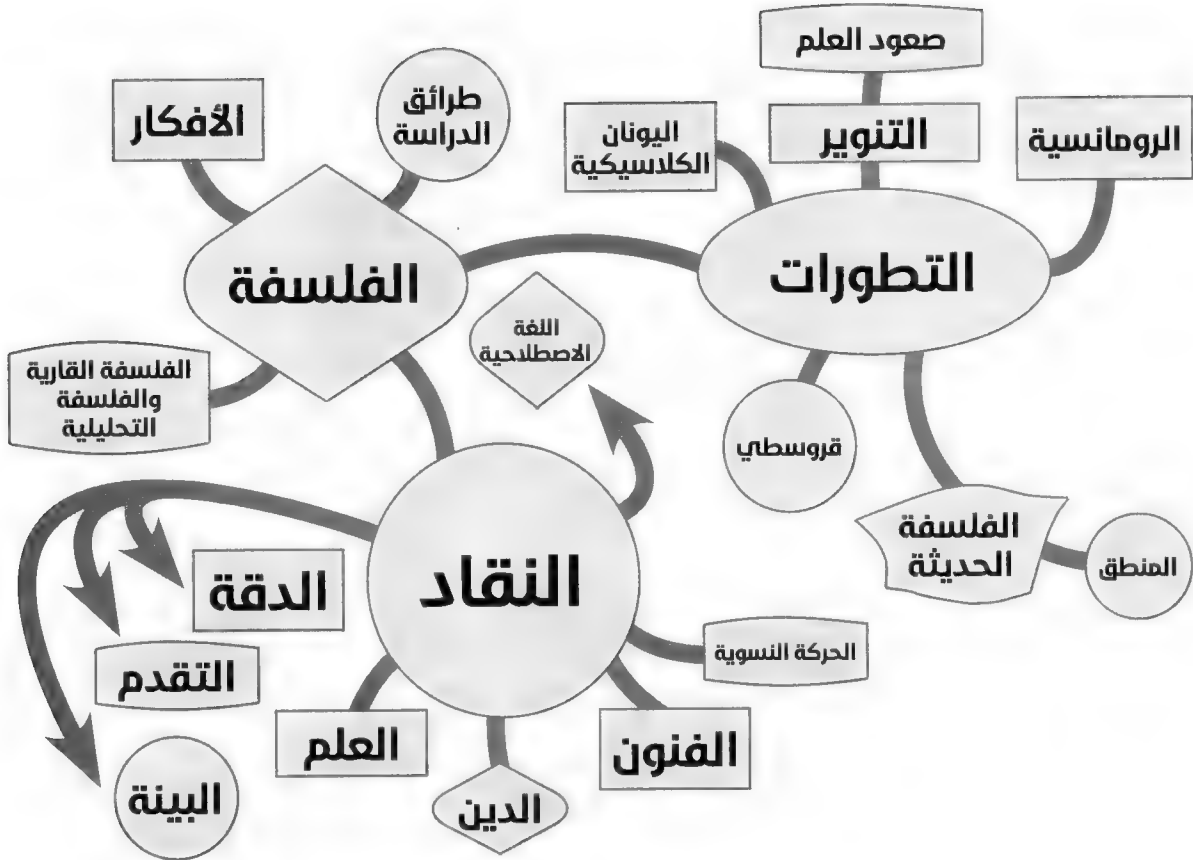 صعود العلم
التنوير
الرومانسية
اليونان
الكلاسيكية
طرائق
الدراسة
الأفكار
التطورات
الفلسفة
اللغة
الاصطلاحية
الفلسفة القارية
والفلسفة
التحليلية
قروسطي
الفلسفة
الحديثة
المنطق
النقاد
الدقة
التقدم
البينة
العلم
الدين
الفنون
الحركة النسوية